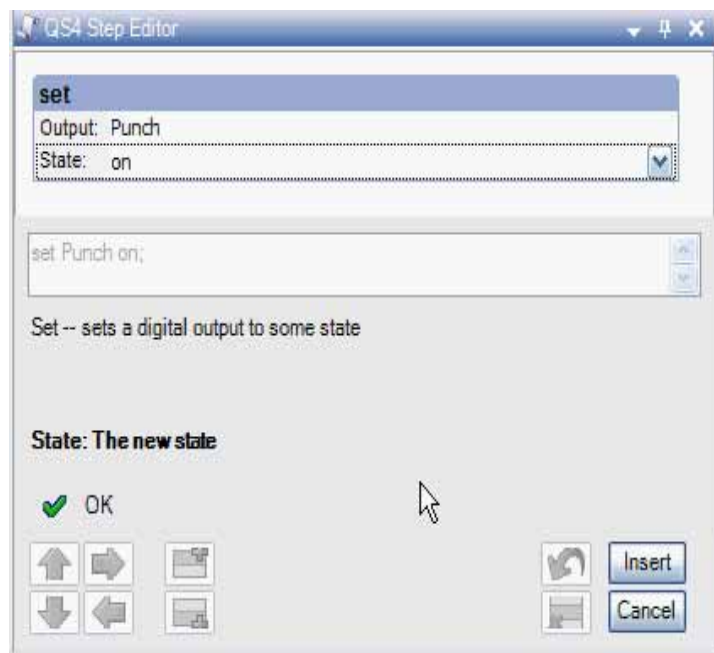 QS4 Step Editor
set
Output: Punch
State: on
set Punch on;
Set -- sets a digital output to some state
State: The new state
OK
Insert
Cancel